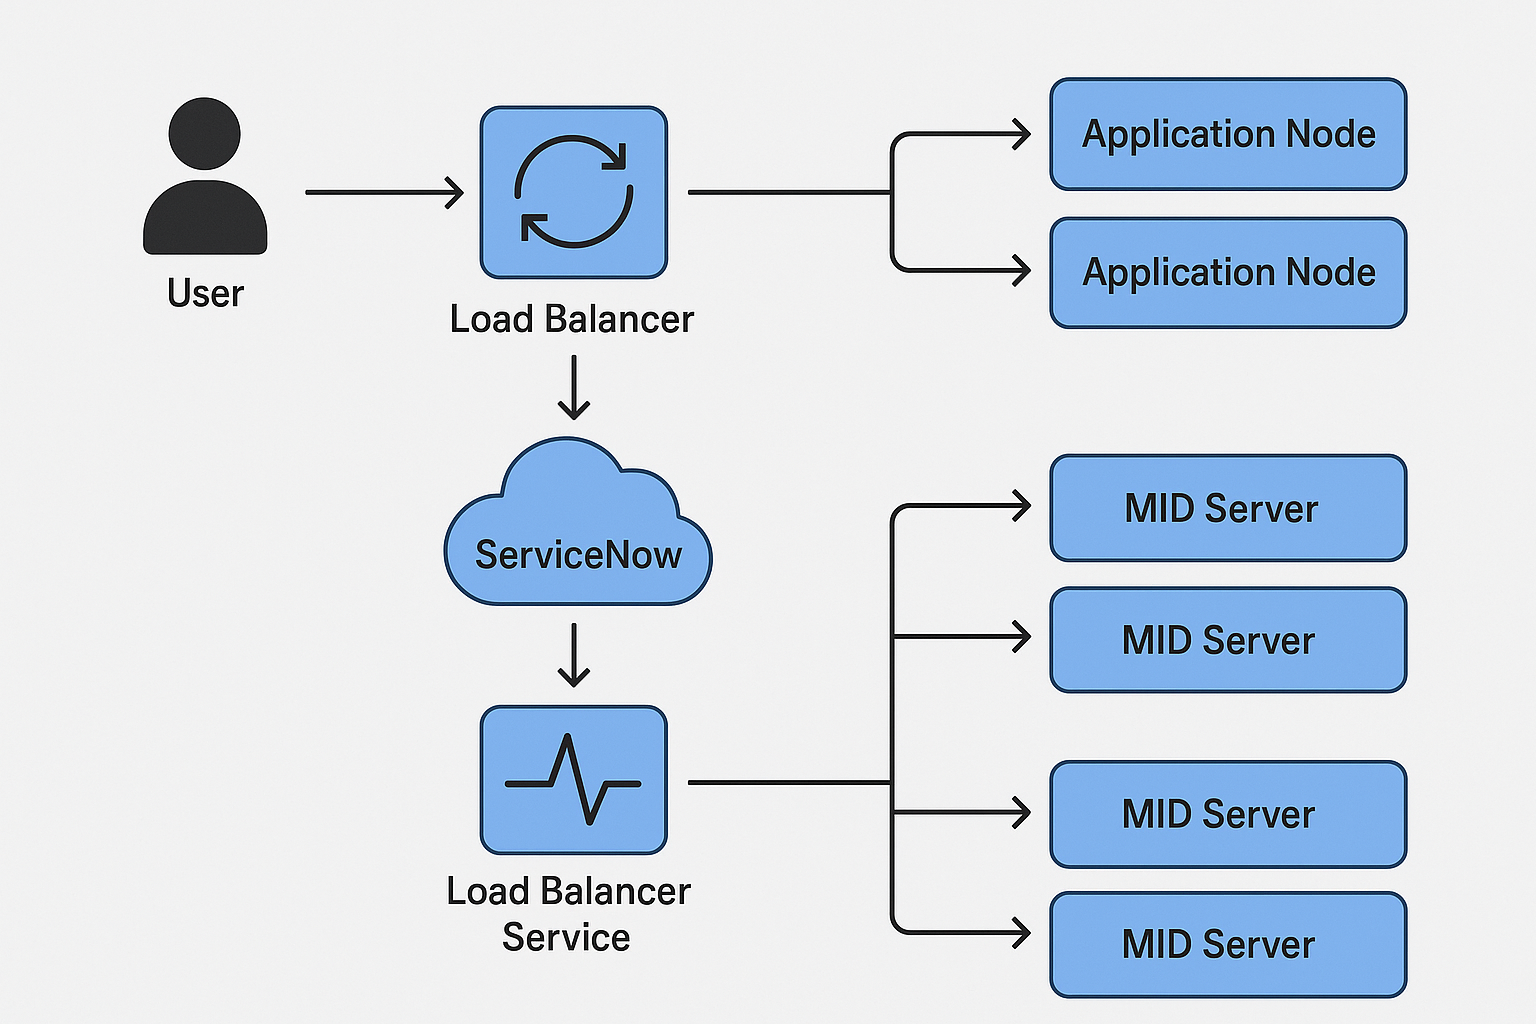 User
Load Balancer
Application Node
Application Node
ServiceNow
Load Balancer
Service
MID Server
MID Server
MID Server
MID Server